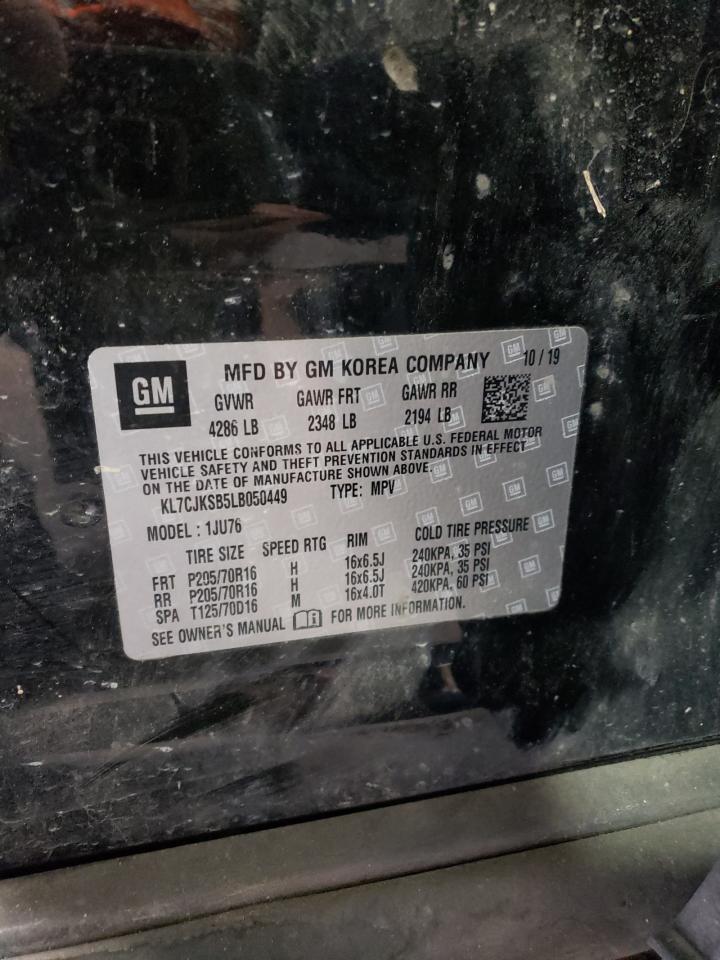 GM
MFD BY GM KOREA COMPANY 10 / 19
GVWR GAWR FRT GAWR RR
4286 LB 2348 LB 2194 LB
THIS VEHICLE CONFORMS TO ALL APPLICABLE U.S. FEDERAL MOTOR
VEHICLE SAFETY AND THEFT PREVENTION STANDARDS IN EFFECT
ON THE DATE OF MANUFACTURE SHOWN ABOVE.
KL7CJKSB5LB050449 TYPE: MPV
MODEL : 1JU76
TIRE SIZE SPEED RTG RIM COLD TIRE PRESSURE
FRT P205/70R16 H 16x6.5J 240KPA, 35 PSI
RR P205/70R16 H 16x6.5J 240KPA, 35 PSI
SPA T125/70D16 M 16x4.0T 420KPA, 60 PSI
SEE OWNER'S MANUAL FOR MORE INFORMATION.